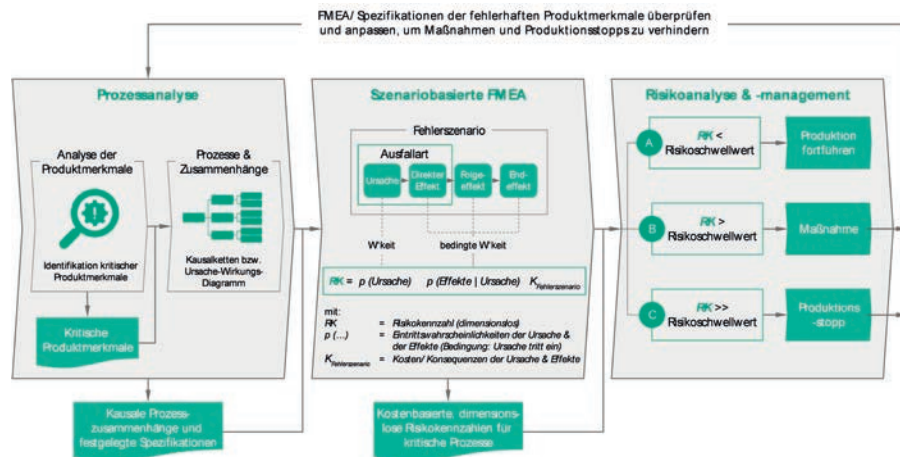 FMEA/ Spezifikationen der fehlerhaften Produktmerkmale überprüfen
und anpassen, um Maßnahmen und Produktionsstopps zu verhindern
Prozessanalyse
Analyse der
Produktmerkmale
Identifikation kritischer
Produktmerkmale
Prozesse &
Zusammenhänge
Kausalketten bzw.
Ursache-Wirkungs-
Diagramm
Kritische
Produktmerkmale
Kausale Prozess-
zusammenhänge und
festgelegte Spezifikationen
Szenariobasierte FMEA
Fehlerszenario
Ausfallart
Ursache
Direkter
Effekt
Folge-
effekt
End-
effekt
W'keit
bedingte W'keit
RK = p (Ursache) p (Effekte | Ursache) K Fehlerszenario
mit:
RK = Risikokennzahl (dimensionslos)
p (...) = Eintrittswahrscheinlichkeiten der Ursache &
der Effekte (Bedingung: Ursache tritt ein)
K Fehlerszenario = Kosten/ Konsequenzen der Ursache & Effekte
Kostenbasierte, dimensions-
lose Risikokennzahlen für
kritische Prozesse
Risikoanalyse & -management
A
RK <
Risikoschwellwert
Produktion
fortführen
B
RK >
Risikoschwellwert
Maßnahme
C
RK >>
Risikoschwellwert
Produktions
-stopp